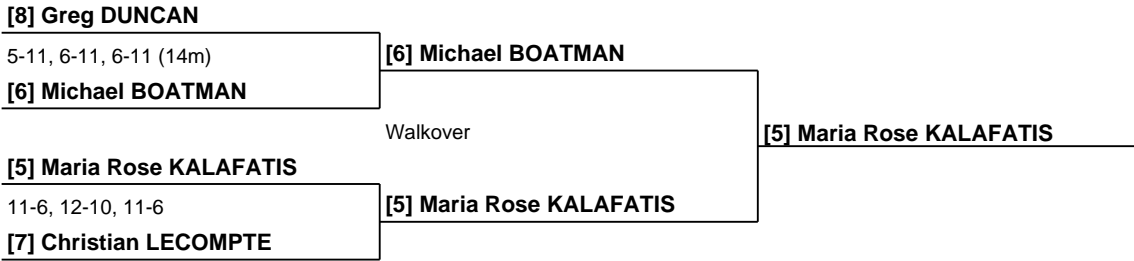 [8] Greg DUNCAN
5-11, 6-11, 6-11 (14m)
[6] Michael BOATMAN
[6] Michael BOATMAN
Walkover
[5] Maria Rose KALAFATIS
[5] Maria Rose KALAFATIS
11-6, 12-10, 11-6
[5] Maria Rose KALAFATIS
[7] Christian LECOMPTE